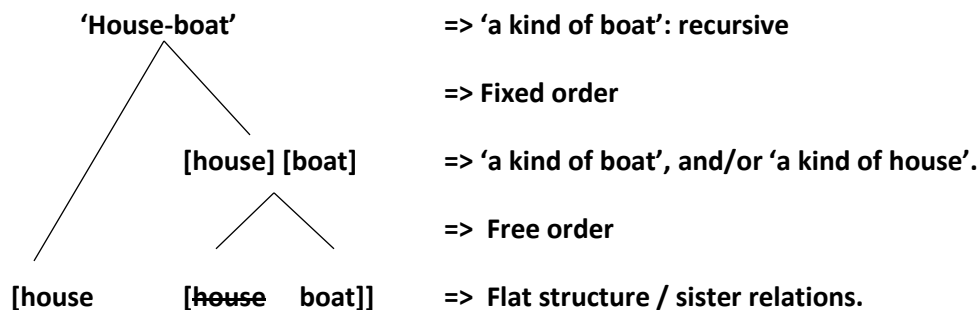 ‘House-boat’ => ‘a kind of boat’: recursive
=> Fixed order
[house] [boat] => ‘a kind of boat’, and/or ‘a kind of house’.
=> Free order
[house [house boat]] => Flat structure / sister relations.